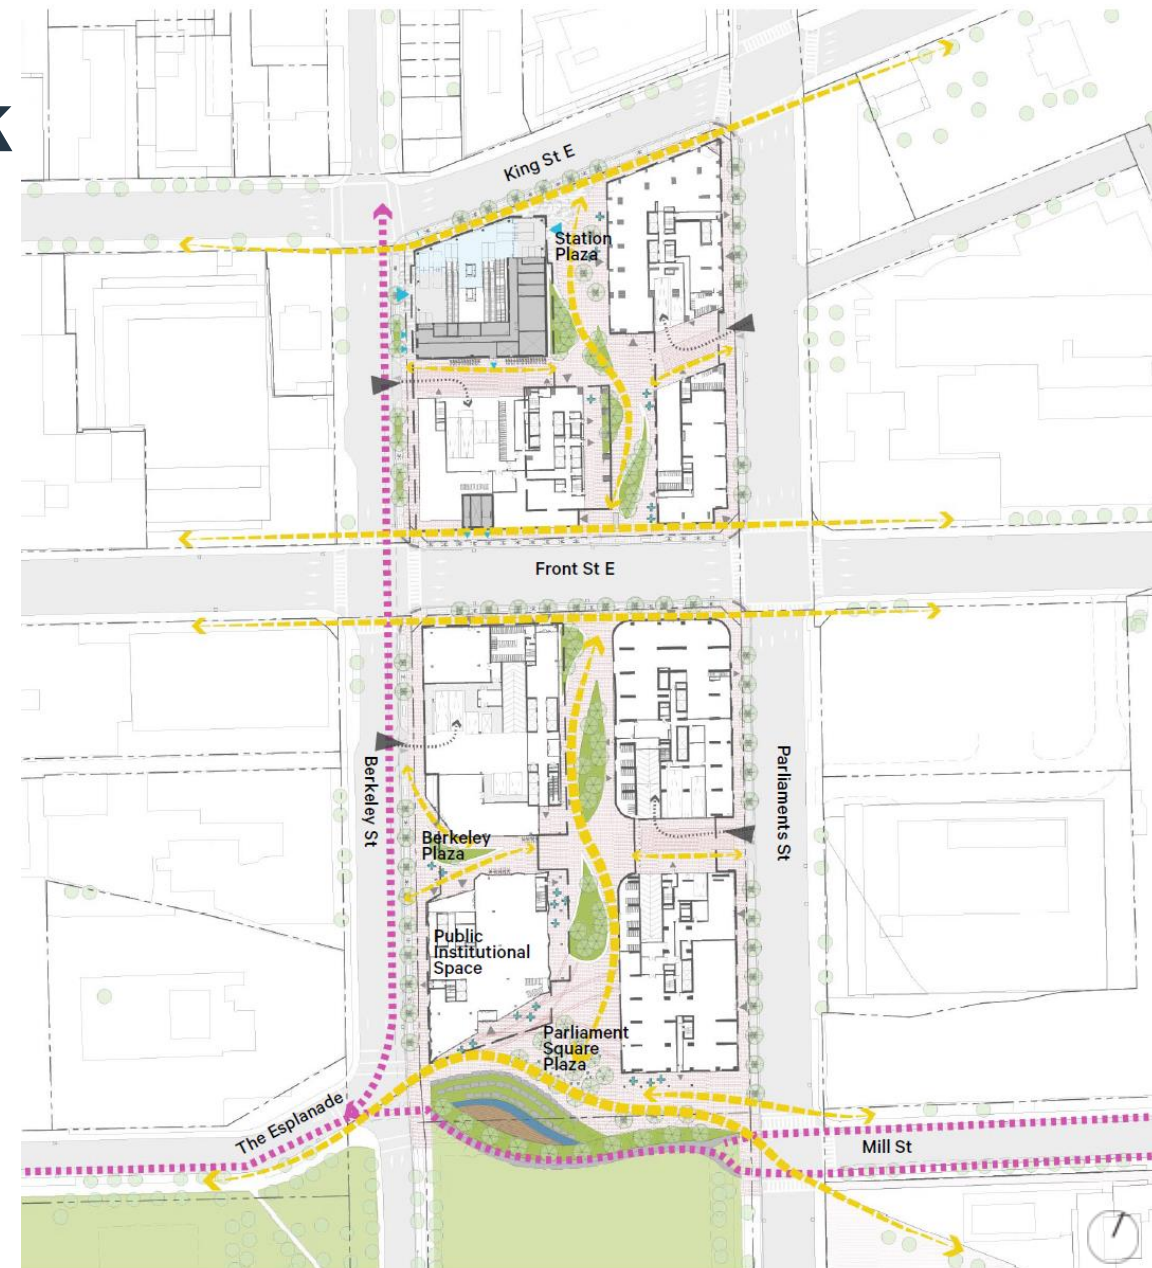 K
King St E
Station
Plaza
Front St E
Berkeley St
Parliaments St
Berkeley
Plaza
Public
Institutional
Space
Parliament
Square
Plaza
The Esplanade
Mill St